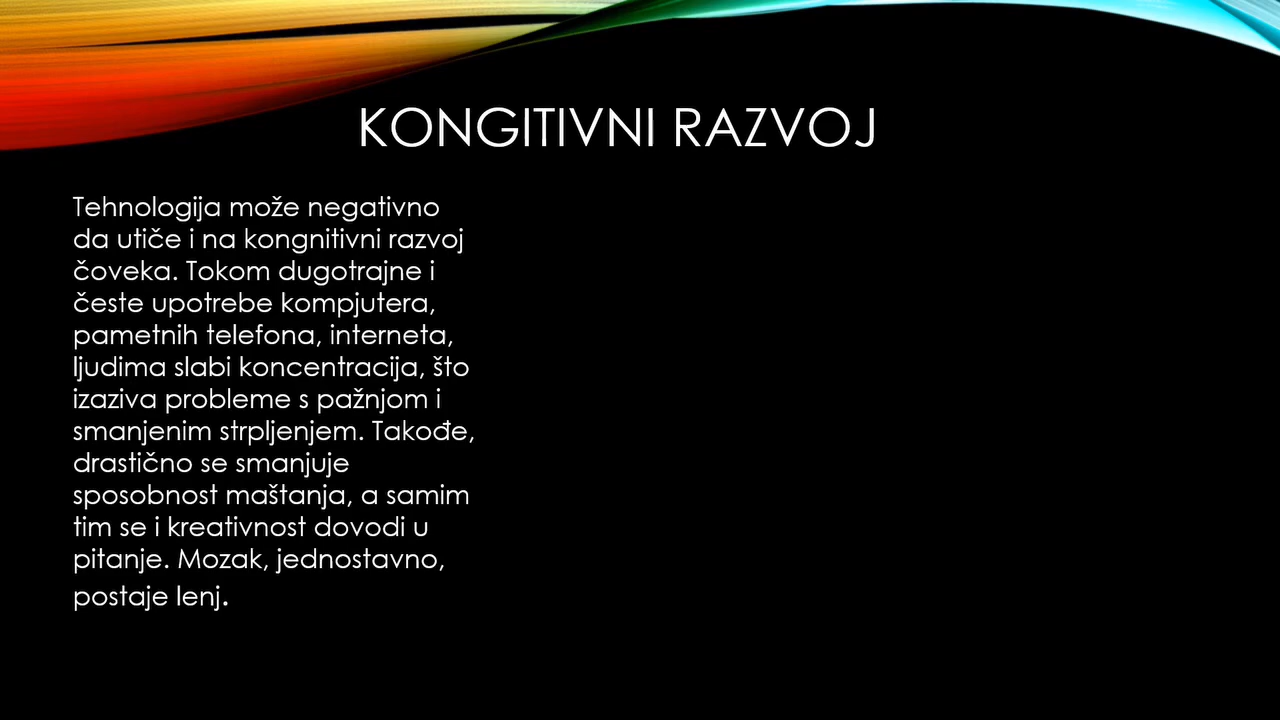 KONGITIVNI RAZVOJ
Tehnologija može negativno
da utiče i na kongnitivni razvoj
čoveka. Tokom dugotrajne i
česte upotrebe kompjutera,
pametnih telefona, interneta,
ljudima slabi koncentracija, što
izaziva probleme s pažnjom i
smanjenim strpljenjem. Takođe,
drastično se smanjuje
sposobnost maštanja, a samim
tim se i kreativnost dovodi u
pitanje. Mozak, jednostavno,
postaje lenj.